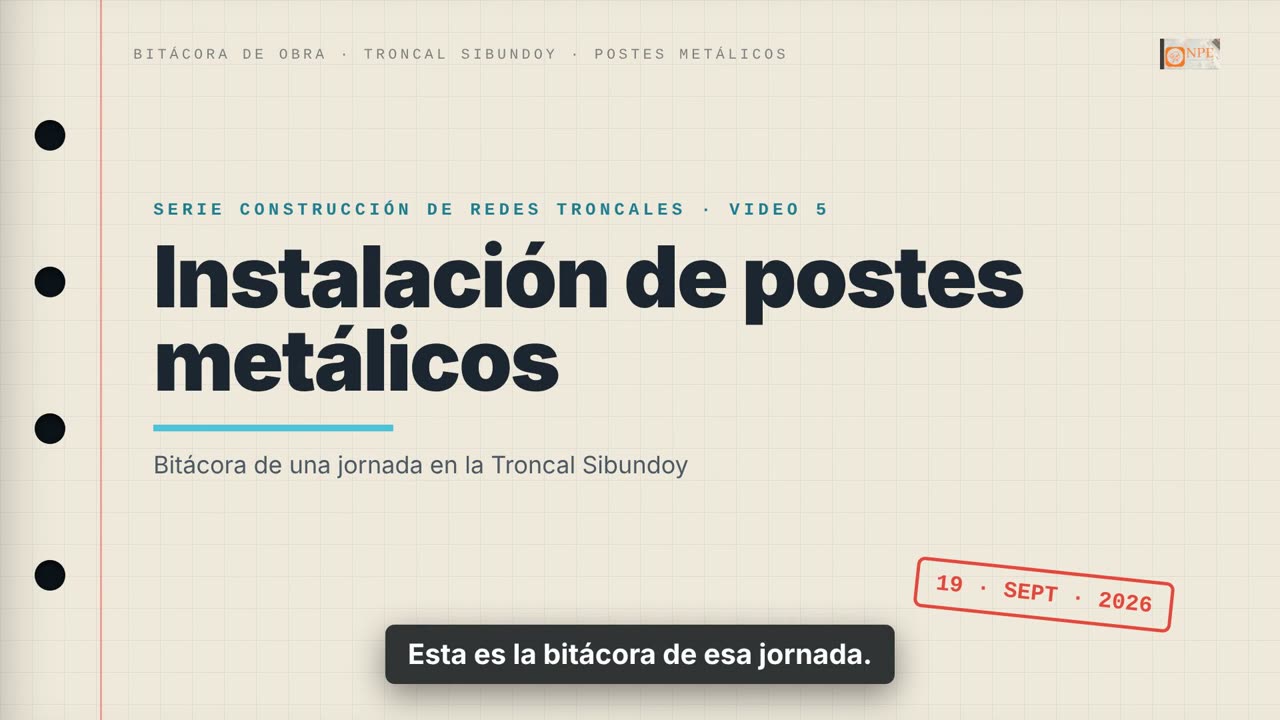 BITÁCORA DE OBRA · TRONCAL SIBUNDOY · POSTES METÁLICOS
NPE
SERIE CONSTRUCCIÓN DE REDES TRONCALES · VIDEO 5
Instalación de postes
metálicos
Bitácora de una jornada en la Troncal Sibundoy
19 · SEPT · 2026
Esta es la bitácora de esa jornada.